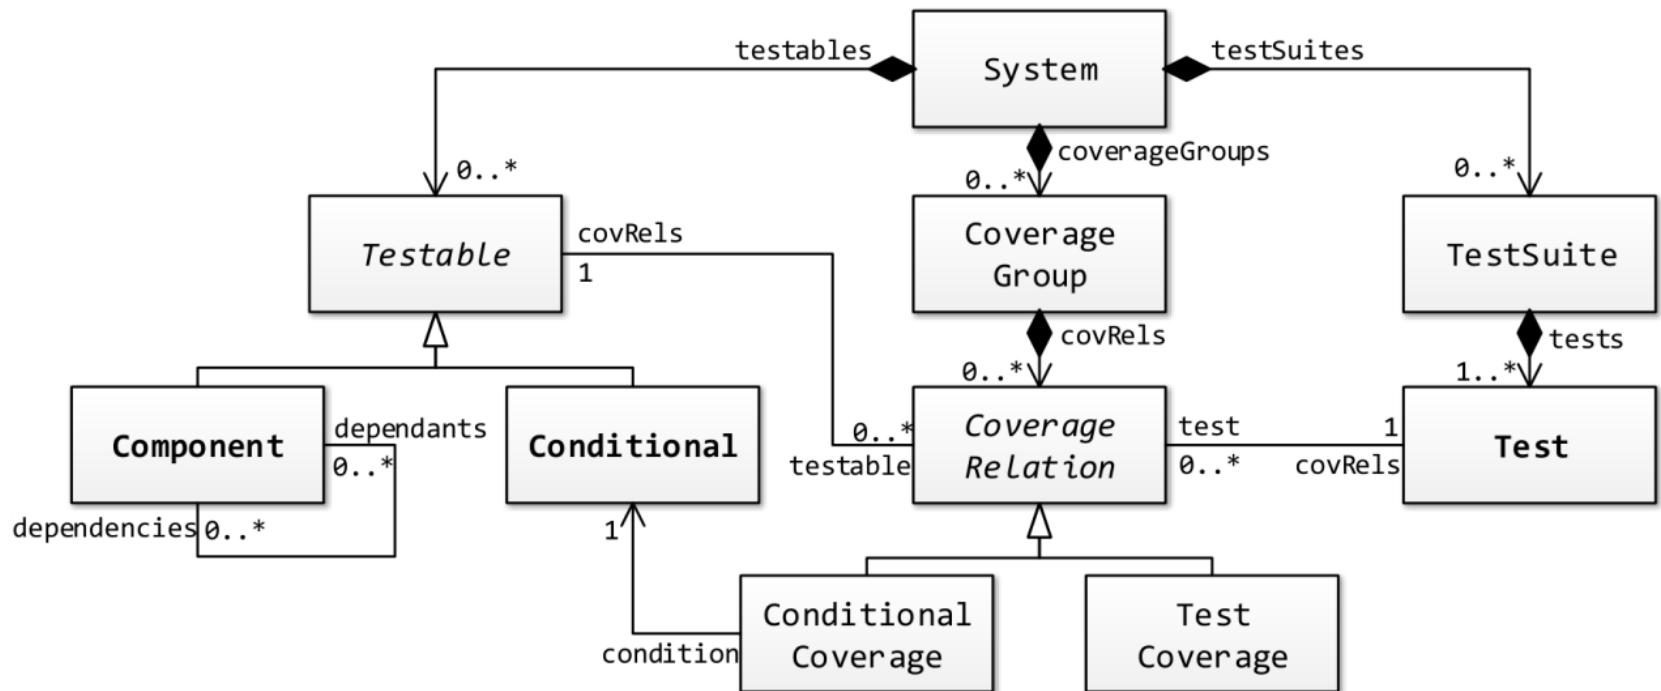 testables
System
testSuites
0..*
coverageGroups
0..*
0..*
Testable
covRels
1
Coverage
Group
TestSuite
covRels
0..*
tests
1..*
Component
dependants
0..*
dependencies
0..*
Conditional
0..*
testable
Coverage
Relation
test
0..*
1
covRels
Test
1
condition
Conditional
Coverage
Test
Coverage